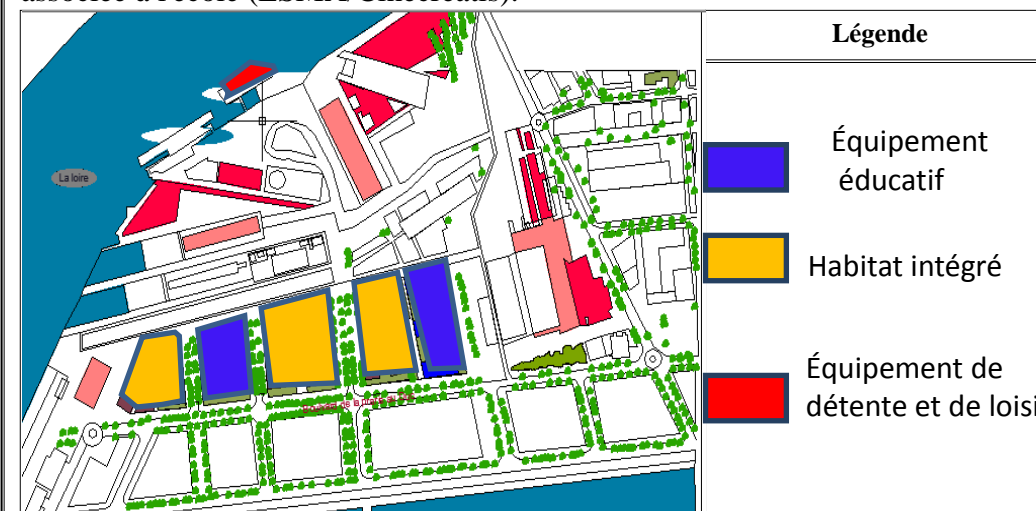 associée à l'école (ESMA/Cinécréatis).
Légende
La loire
Équipement
éducatif
Habitat intégré
Équipement de
détente et de loisi